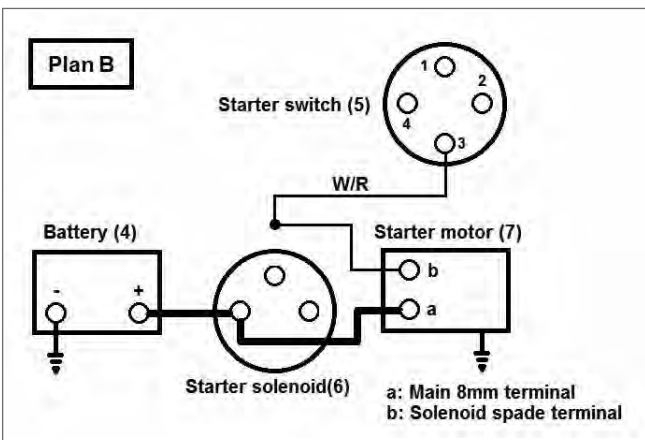 Plan B
Starter switch (5)
1
2
4
3
W/R
Battery (4)
Starter motor (7)
b
- +
a
Starter solenoid(6)
a: Main 8mm terminal
b: Solenoid spade terminal